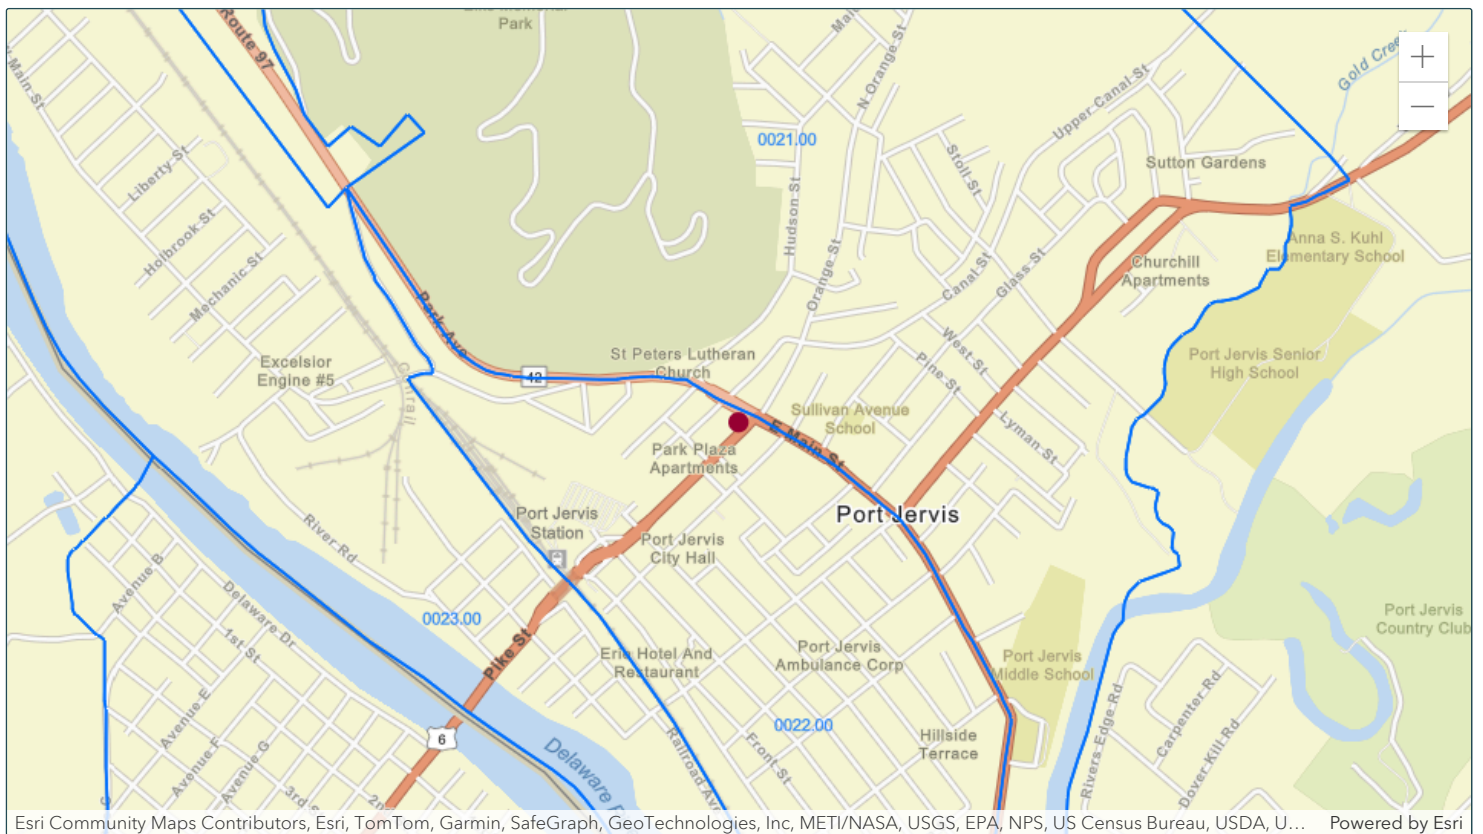 Park
Route 97
N Main St
N Orange St
Gold Creek
+
−
Upper Canal St
0021.00
Liberty St
Stoll St
Sutton Gardens
Hudson St
Holbrook St
Anna S. Kuhl
Elementary School
Mechanic St
Orange St
Canal St
Glass St
Churchill
Apartments
Park Ave
Excelsior
Engine #5
42
St Peters Lutheran
Church
West St
Pine St
Port Jervis Senior
High School
Conrail
Sullivan Avenue
School
E Main St
Lyman St
Park Plaza
Apartments
Port Jervis
Station
Port Jervis
River Rd
Port Jervis
City Hall
Avenue B
Delaware Dr
0023.00
1st St
Port Jervis
Country Club
Pike St
Erie Hotel And
Restaurant
Port Jervis
Ambulance Corp
Port Jervis
Middle School
Avenue E
Carpenter Rd
Rivers Edge Rd
0022.00
Avenue F
Avenue G
6
Delaware
Railroad Ave
Front St
Hillside
Terrace
Dover Kill Rd
3rd S
2n
Esri Community Maps Contributors, Esri, TomTom, Garmin, SafeGraph, GeoTechnologies, Inc, METI/NASA, USGS, EPA, NPS, US Census Bureau, USDA, U... Powered by Esri